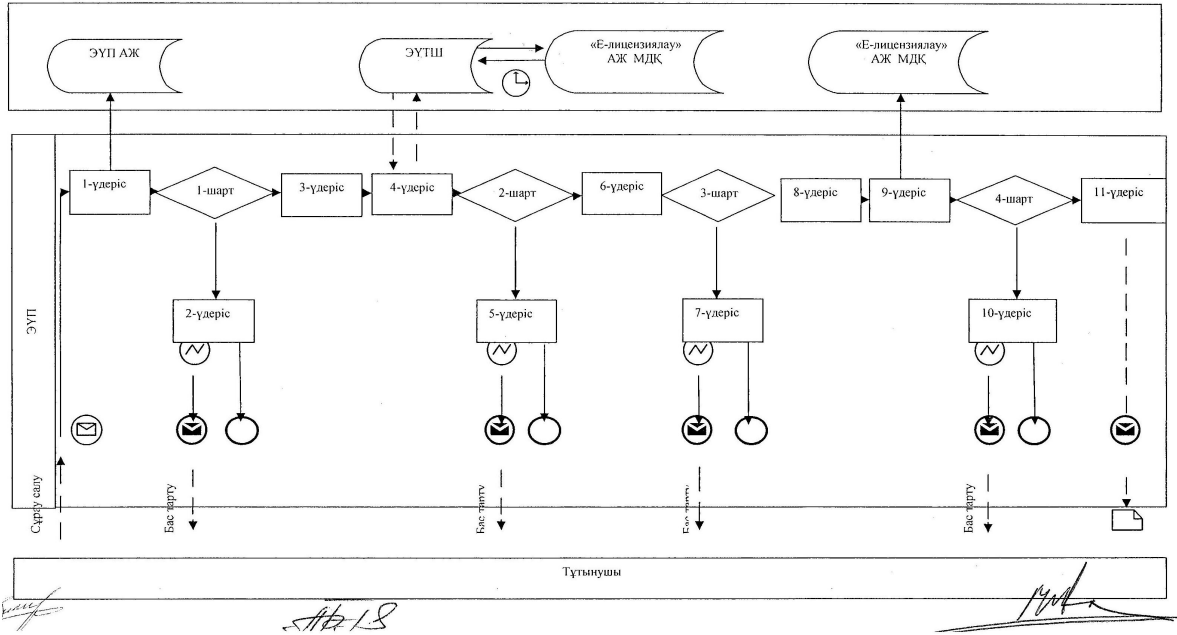 ЭҮП АЖ
ЭҮТШ
«Е-лицензиялау»
АЖ МДҚ
«Е-лицензиялау»
АЖ МДҚ
ЭҮП
1-үдеріс
1-шарт
3-үдеріс
4-үдеріс
2-шарт
6-үдеріс
3-шарт
8-үдеріс
9-үдеріс
4-шарт
11-үдеріс
2-үдеріс
5-үдеріс
7-үдеріс
10-үдеріс
Сұрау салу
Бас тарту
Бас тарту
Бас тарту
Бас тарту
Тұтынушы